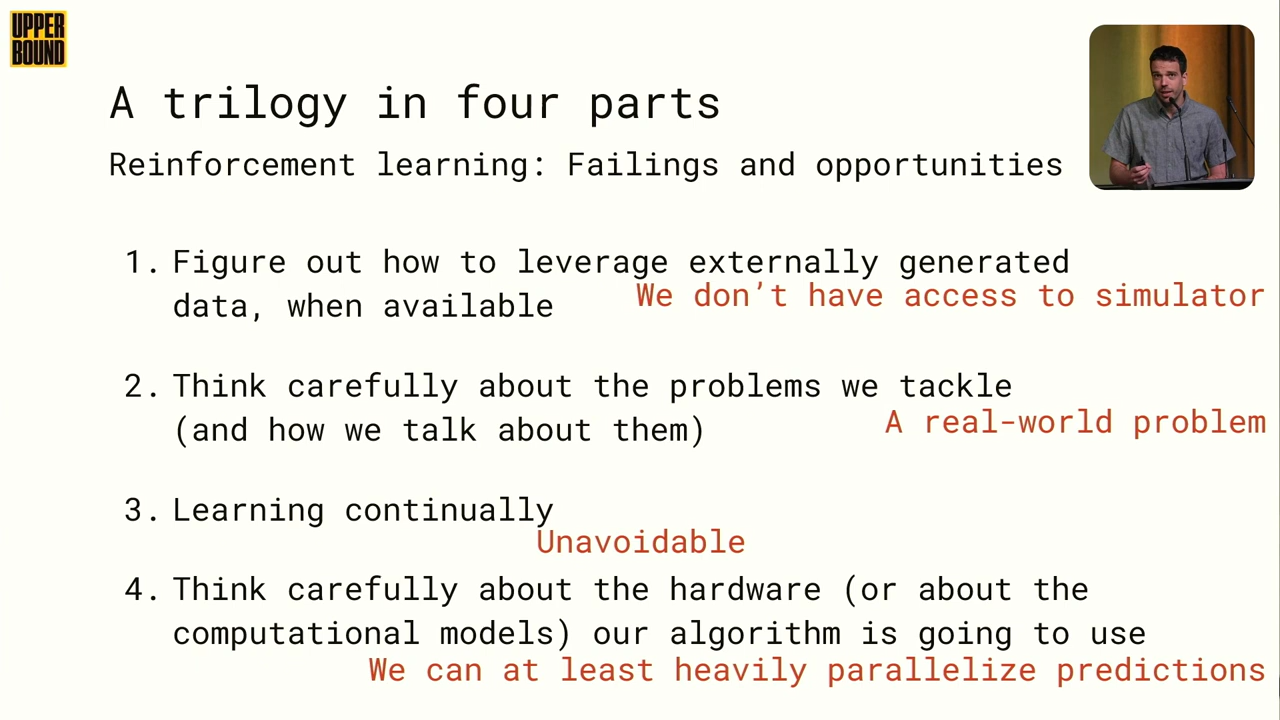 UPPER
BOUND
A trilogy in four parts
Reinforcement learning: Failings and opportunities
1. Figure out how to leverage externally generated
data, when available
We don’t have access to simulator
2. Think carefully about the problems we tackle
(and how we talk about them)
A real-world problem
3. Learning continually
Unavoidable
4. Think carefully about the hardware (or about the
computational models) our algorithm is going to use
We can at least heavily parallelize predictions